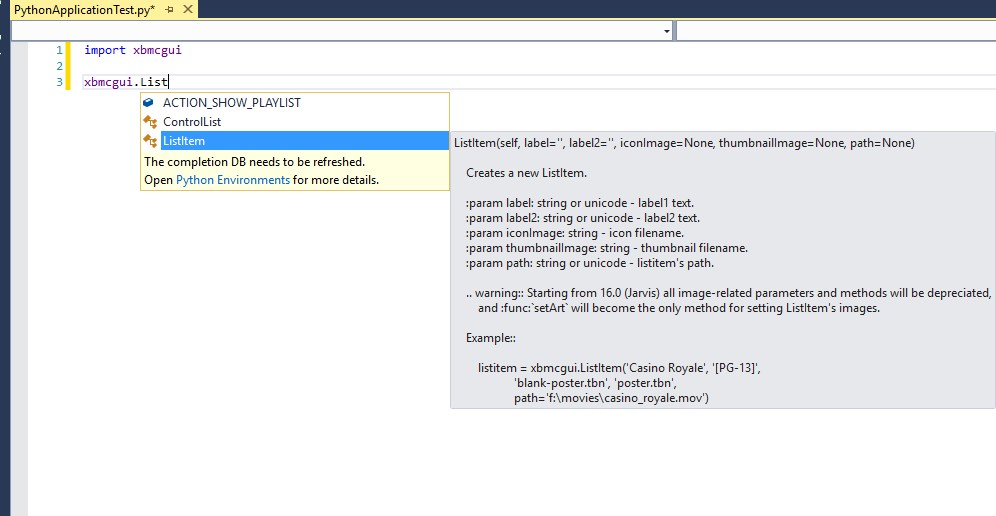 PythonApplicationTest.py*
1 import xbmcgui
2
3 xbmcgui.List
ACTION_SHOW_PLAYLIST
ControlList
ListItem
The completion DB needs to be refreshed.
Open Python Environments for more details.
ListItem(self, label='', label2='', iconImage=None, thumbnailImage=None, path=None)
Creates a new ListItem.
:param label: string or unicode - label1 text.
:param label2: string or unicode - label2 text.
:param iconImage: string - icon filename.
:param thumbnailImage: string - thumbnail filename.
:param path: string or unicode - listitem's path.
.. warning:: Starting from 16.0 (Jarvis) all image-related parameters and methods will be depreciated,
and :func:`setArt` will become the only method for setting ListItem's images.
Example::
listitem = xbmcgui.ListItem('Casino Royale', '[PG-13]',
'blank-poster.tbn', 'poster.tbn',
path='f:\movies\casino_royale.mov')